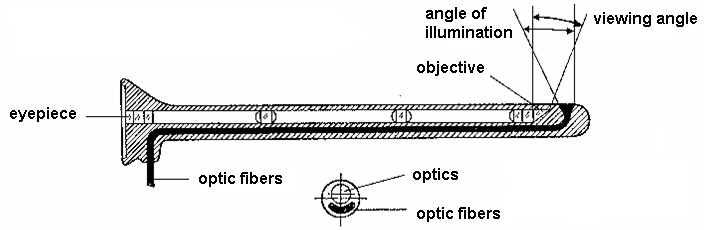 angle of
illumination
viewing angle
objective
eyepiece
optic fibers
optics
optic fibers